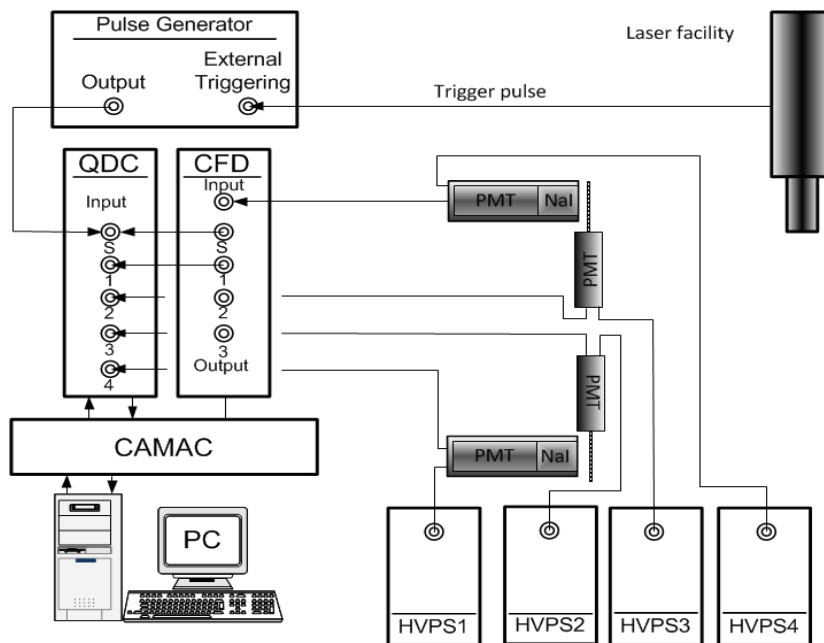 Pulse Generator
Output
External
Triggering
Laser facility
Trigger pulse
QDC
Input
S
1
2
3
4
CFD
Input
S
1
2
3
Output
PMT NaI
PMT
PMT
PMT NaI
CAMAC
PC
HVPS1
HVPS2
HVPS3
HVPS4